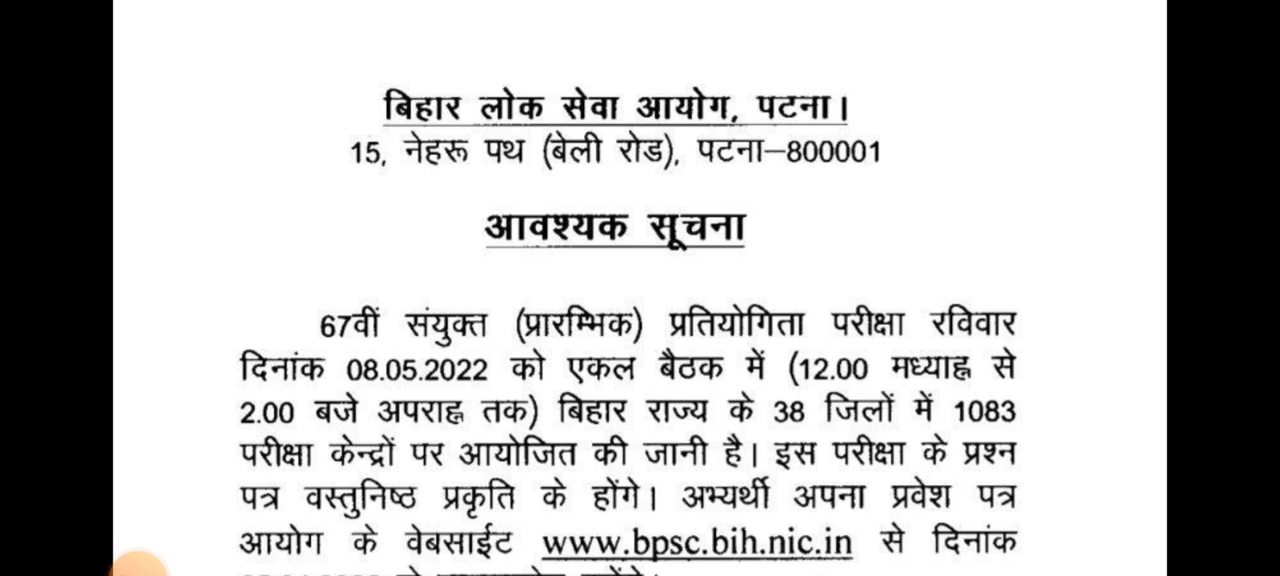 बिहार लोक सेवा आयोग, पटना।
15, नेहरू पथ (बेली रोड), पटना–800001
आवश्यक सूचना
67वीं संयुक्त (प्रारम्भिक) प्रतियोगिता परीक्षा रविवार
दिनांक 08.05.2022 को एकल बैठक में (12.00 मध्याह्न से
2.00 बजे अपराह्न तक) बिहार राज्य के 38 जिलों में 1083
परीक्षा केन्द्रों पर आयोजित की जानी है। इस परीक्षा के प्रश्न
पत्र वस्तुनिष्ठ प्रकृति के होंगे। अभ्यर्थी अपना प्रवेश पत्र
आयोग के वेबसाईट www.bpsc.bih.nic.in से दिनांक